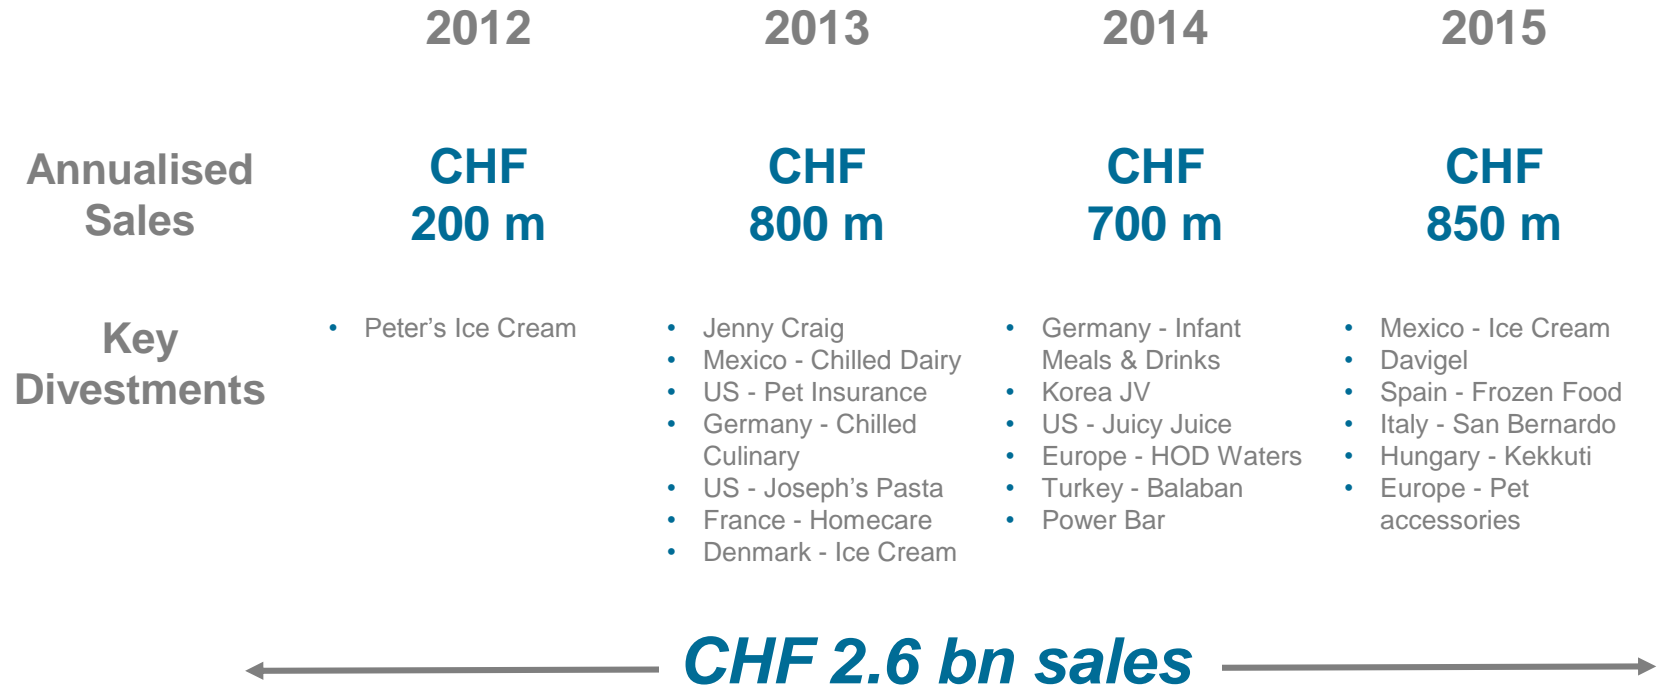 2012
2013
2014
2015
Annualised
Sales
CHF
200 m
CHF
800 m
CHF
700 m
CHF
850 m
Key
Divestments
• Peter’s Ice Cream
• Jenny Craig
• Mexico - Chilled Dairy
• US - Pet Insurance
• Germany - Chilled
Culinary
• US - Joseph’s Pasta
• France - Homecare
• Denmark - Ice Cream
• Germany - Infant
Meals & Drinks
• Korea JV
• US - Juicy Juice
• Europe - HOD Waters
• Turkey - Balaban
• Power Bar
• Mexico - Ice Cream
• Davigel
• Spain - Frozen Food
• Italy - San Bernardo
• Hungary - Kekkuti
• Europe - Pet
accessories
CHF 2.6 bn sales